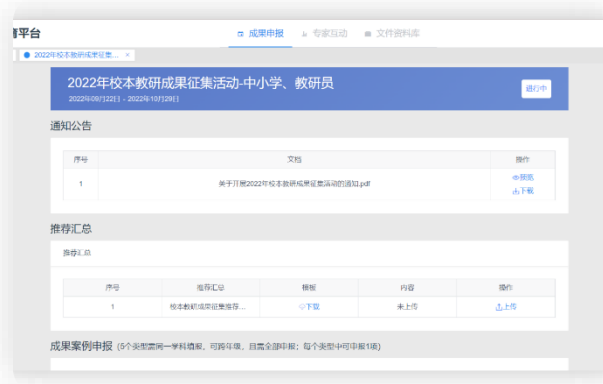 育平台
成果申报
专家互动
文件资料库
2022年校本教研成果征集... ×
2022年校本教研成果征集活动-中小学、教研员
2022年09月22日 - 2022年10月29日
进行中
通知公告
序号 文档 操作
1 关于开展2022年校本教研成果征集活动的通知.pdf 预览
下载
推荐汇总
推荐汇总
序号 推荐汇总 模板 内容 操作
1 校本教研成果征集推荐... 下载 未上传 上传
成果案例申报 (5个类型需同一学科填报,可跨年级,且需全部申报;每个类型中可申报1项)